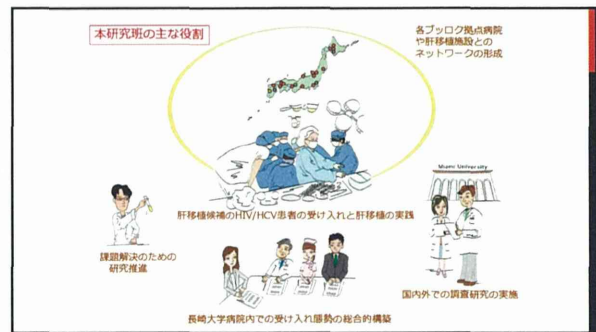 本研究班の主な役割
各ブッロク拠点病院
や肝移植施設との
ネットワークの形成
Miami University
肝移植候補のHIV/HCV患者の受け入れと肝移植の実践
課題解決のための
研究推進
国内外での調査研究の実施
長崎大学病院内での受け入れ態勢の総合的構築